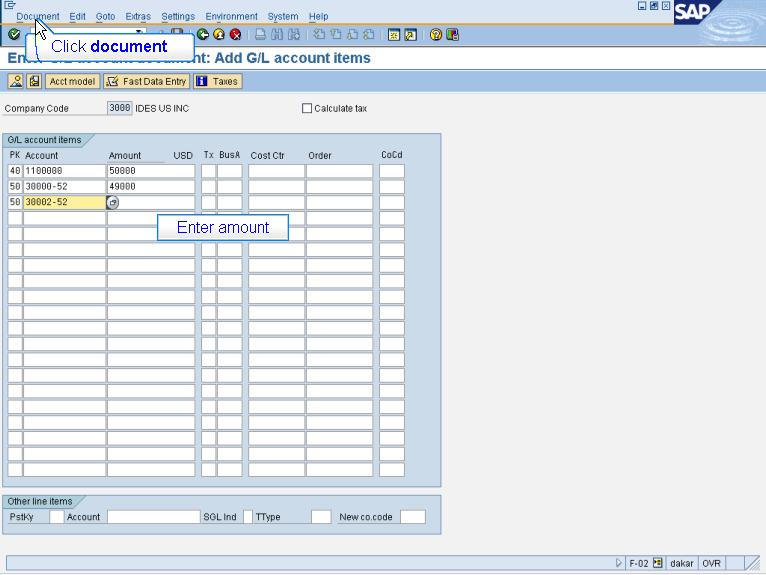 Document Edit Goto Extras Settings Environment System Help
SAP
Click document
G/L account document: Add G/L account items
Acct model Fast Data Entry Taxes
Company Code 3000 IDES US INC Calculate tax
G/L account items
PK Account Amount USD Tx BusA Cost Ctr Order CoCd
40 1100000 50000
50 30000-52 49000
50 30002-52
Enter amount
Other line items
PstKy Account SGL Ind TType New co.code
F-02 dakar OVR